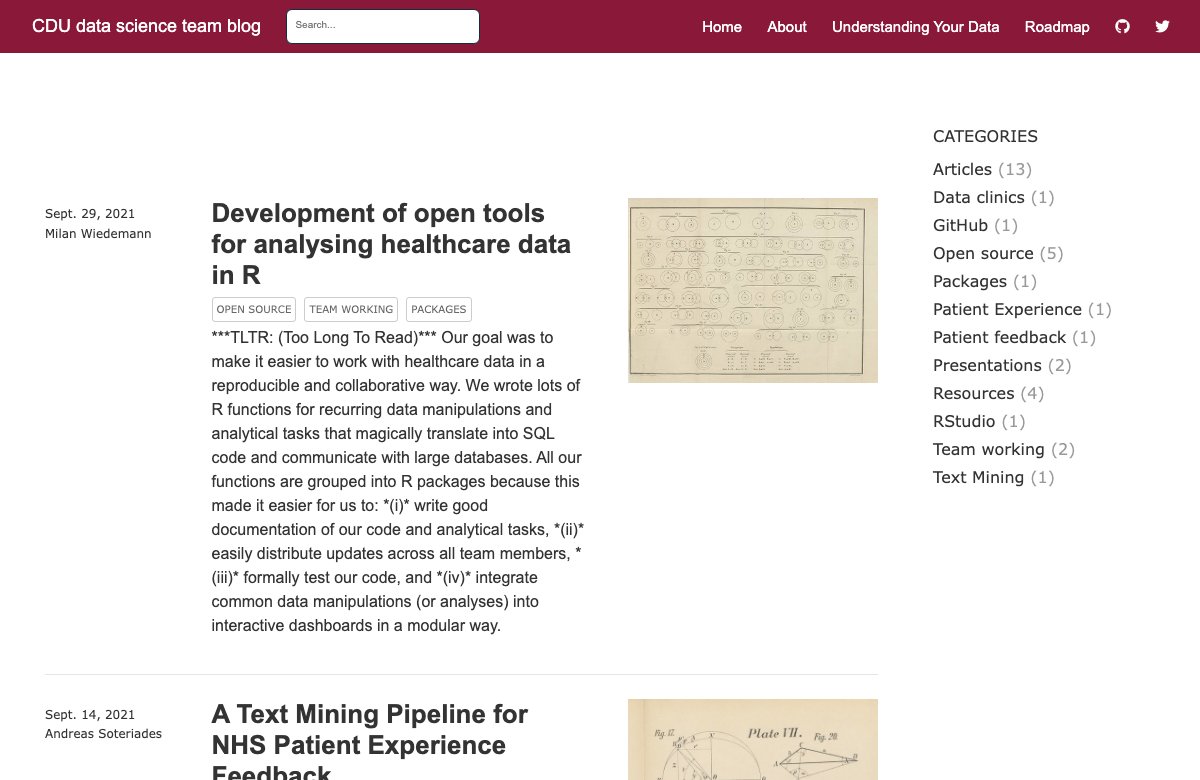 CDU data science team blog
Search...
Home
About
Understanding Your Data
Roadmap
CATEGORIES
Articles (13)
Data clinics (1)
GitHub (1)
Open source (5)
Packages (1)
Patient Experience (1)
Patient feedback (1)
Presentations (2)
Resources (4)
RStudio (1)
Team working (2)
Text Mining (1)
Sept. 29, 2021
Milan Wiedemann
Development of open tools
for analysing healthcare data
in R
OPEN SOURCE
TEAM WORKING
PACKAGES
***TLTR: (Too Long To Read)*** Our goal was to
make it easier to work with healthcare data in a
reproducible and collaborative way. We wrote lots of
R functions for recurring data manipulations and
analytical tasks that magically translate into SQL
code and communicate with large databases. All our
functions are grouped into R packages because this
made it easier for us to: *(i)* write good
documentation of our code and analytical tasks, *(ii)*
easily distribute updates across all team members, *
(iii)* formally test our code, and *(iv)* integrate
common data manipulations (or analyses) into
interactive dashboards in a modular way.
Sept. 14, 2021
Andreas Soteriades
A Text Mining Pipeline for
NHS Patient Experience
Feedback
Fig. 17.
Plate VII.
Fig. 20.